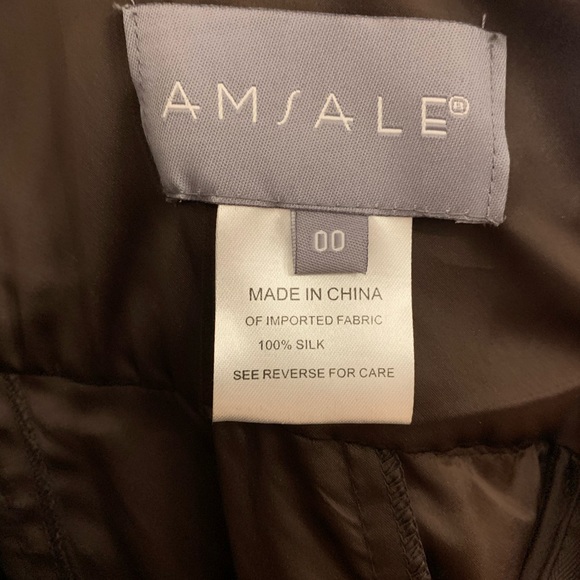 AMSALE®
00
MADE IN CHINA
OF IMPORTED FABRIC
100% SILK
SEE REVERSE FOR CARE